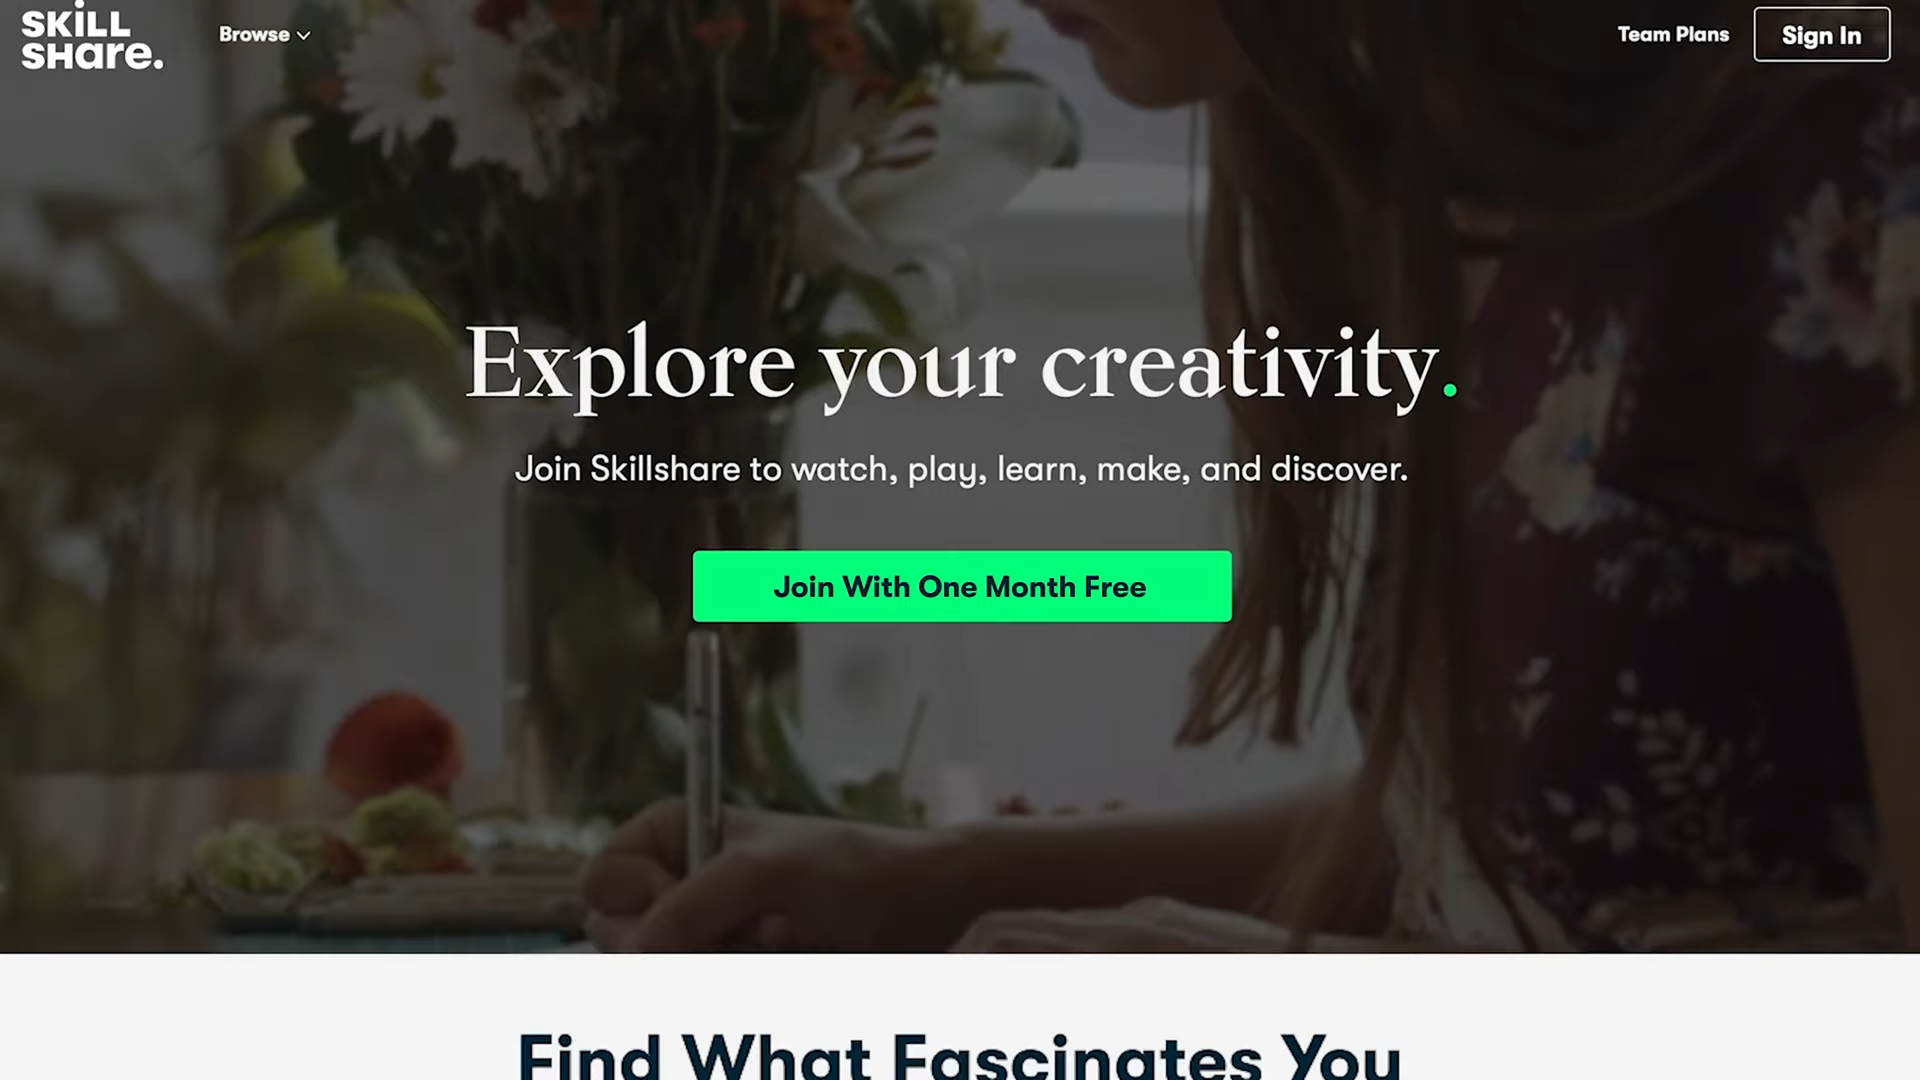 SKILL
SHare.
Browse
Team Plans
Sign In
Explore your creativity.
Join Skillshare to watch, play, learn, make, and discover.
Join With One Month Free
Find What Fascinates You